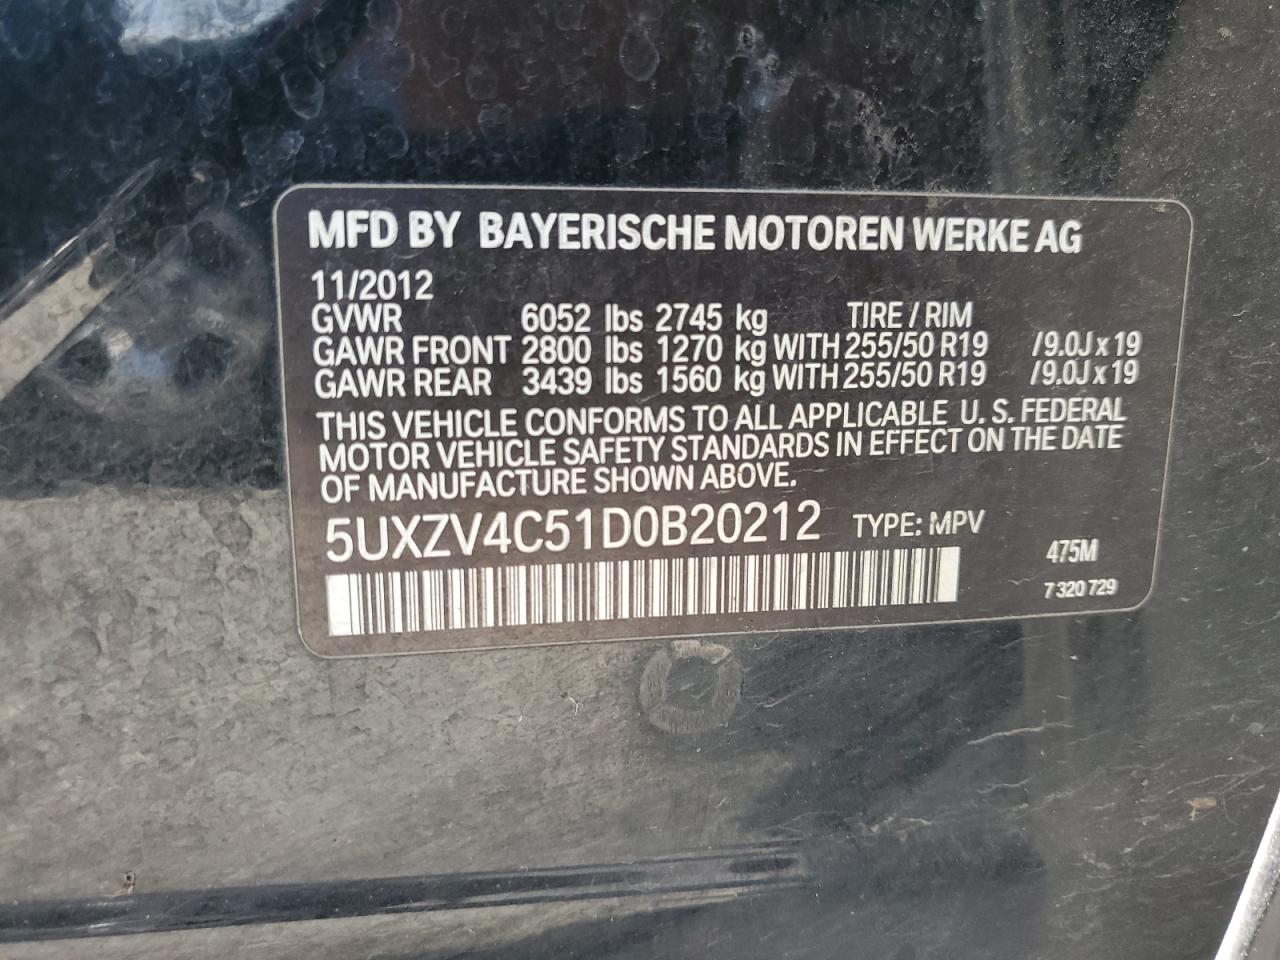 MFD BY BAYERISCHE MOTOREN WERKE AG
11/2012
GVWR 6052 lbs 2745 kg TIRE / RIM
GAWR FRONT 2800 lbs 1270 kg WITH 255/50 R19 /9.0J x 19
GAWR REAR 3439 lbs 1560 kg WITH 255/50 R19 /9.0J x 19
THIS VEHICLE CONFORMS TO ALL APPLICABLE U. S. FEDERAL
MOTOR VEHICLE SAFETY STANDARDS IN EFFECT ON THE DATE
OF MANUFACTURE SHOWN ABOVE.
5UXZV4C51D0B20212 TYPE: MPV
475M
7 320 729